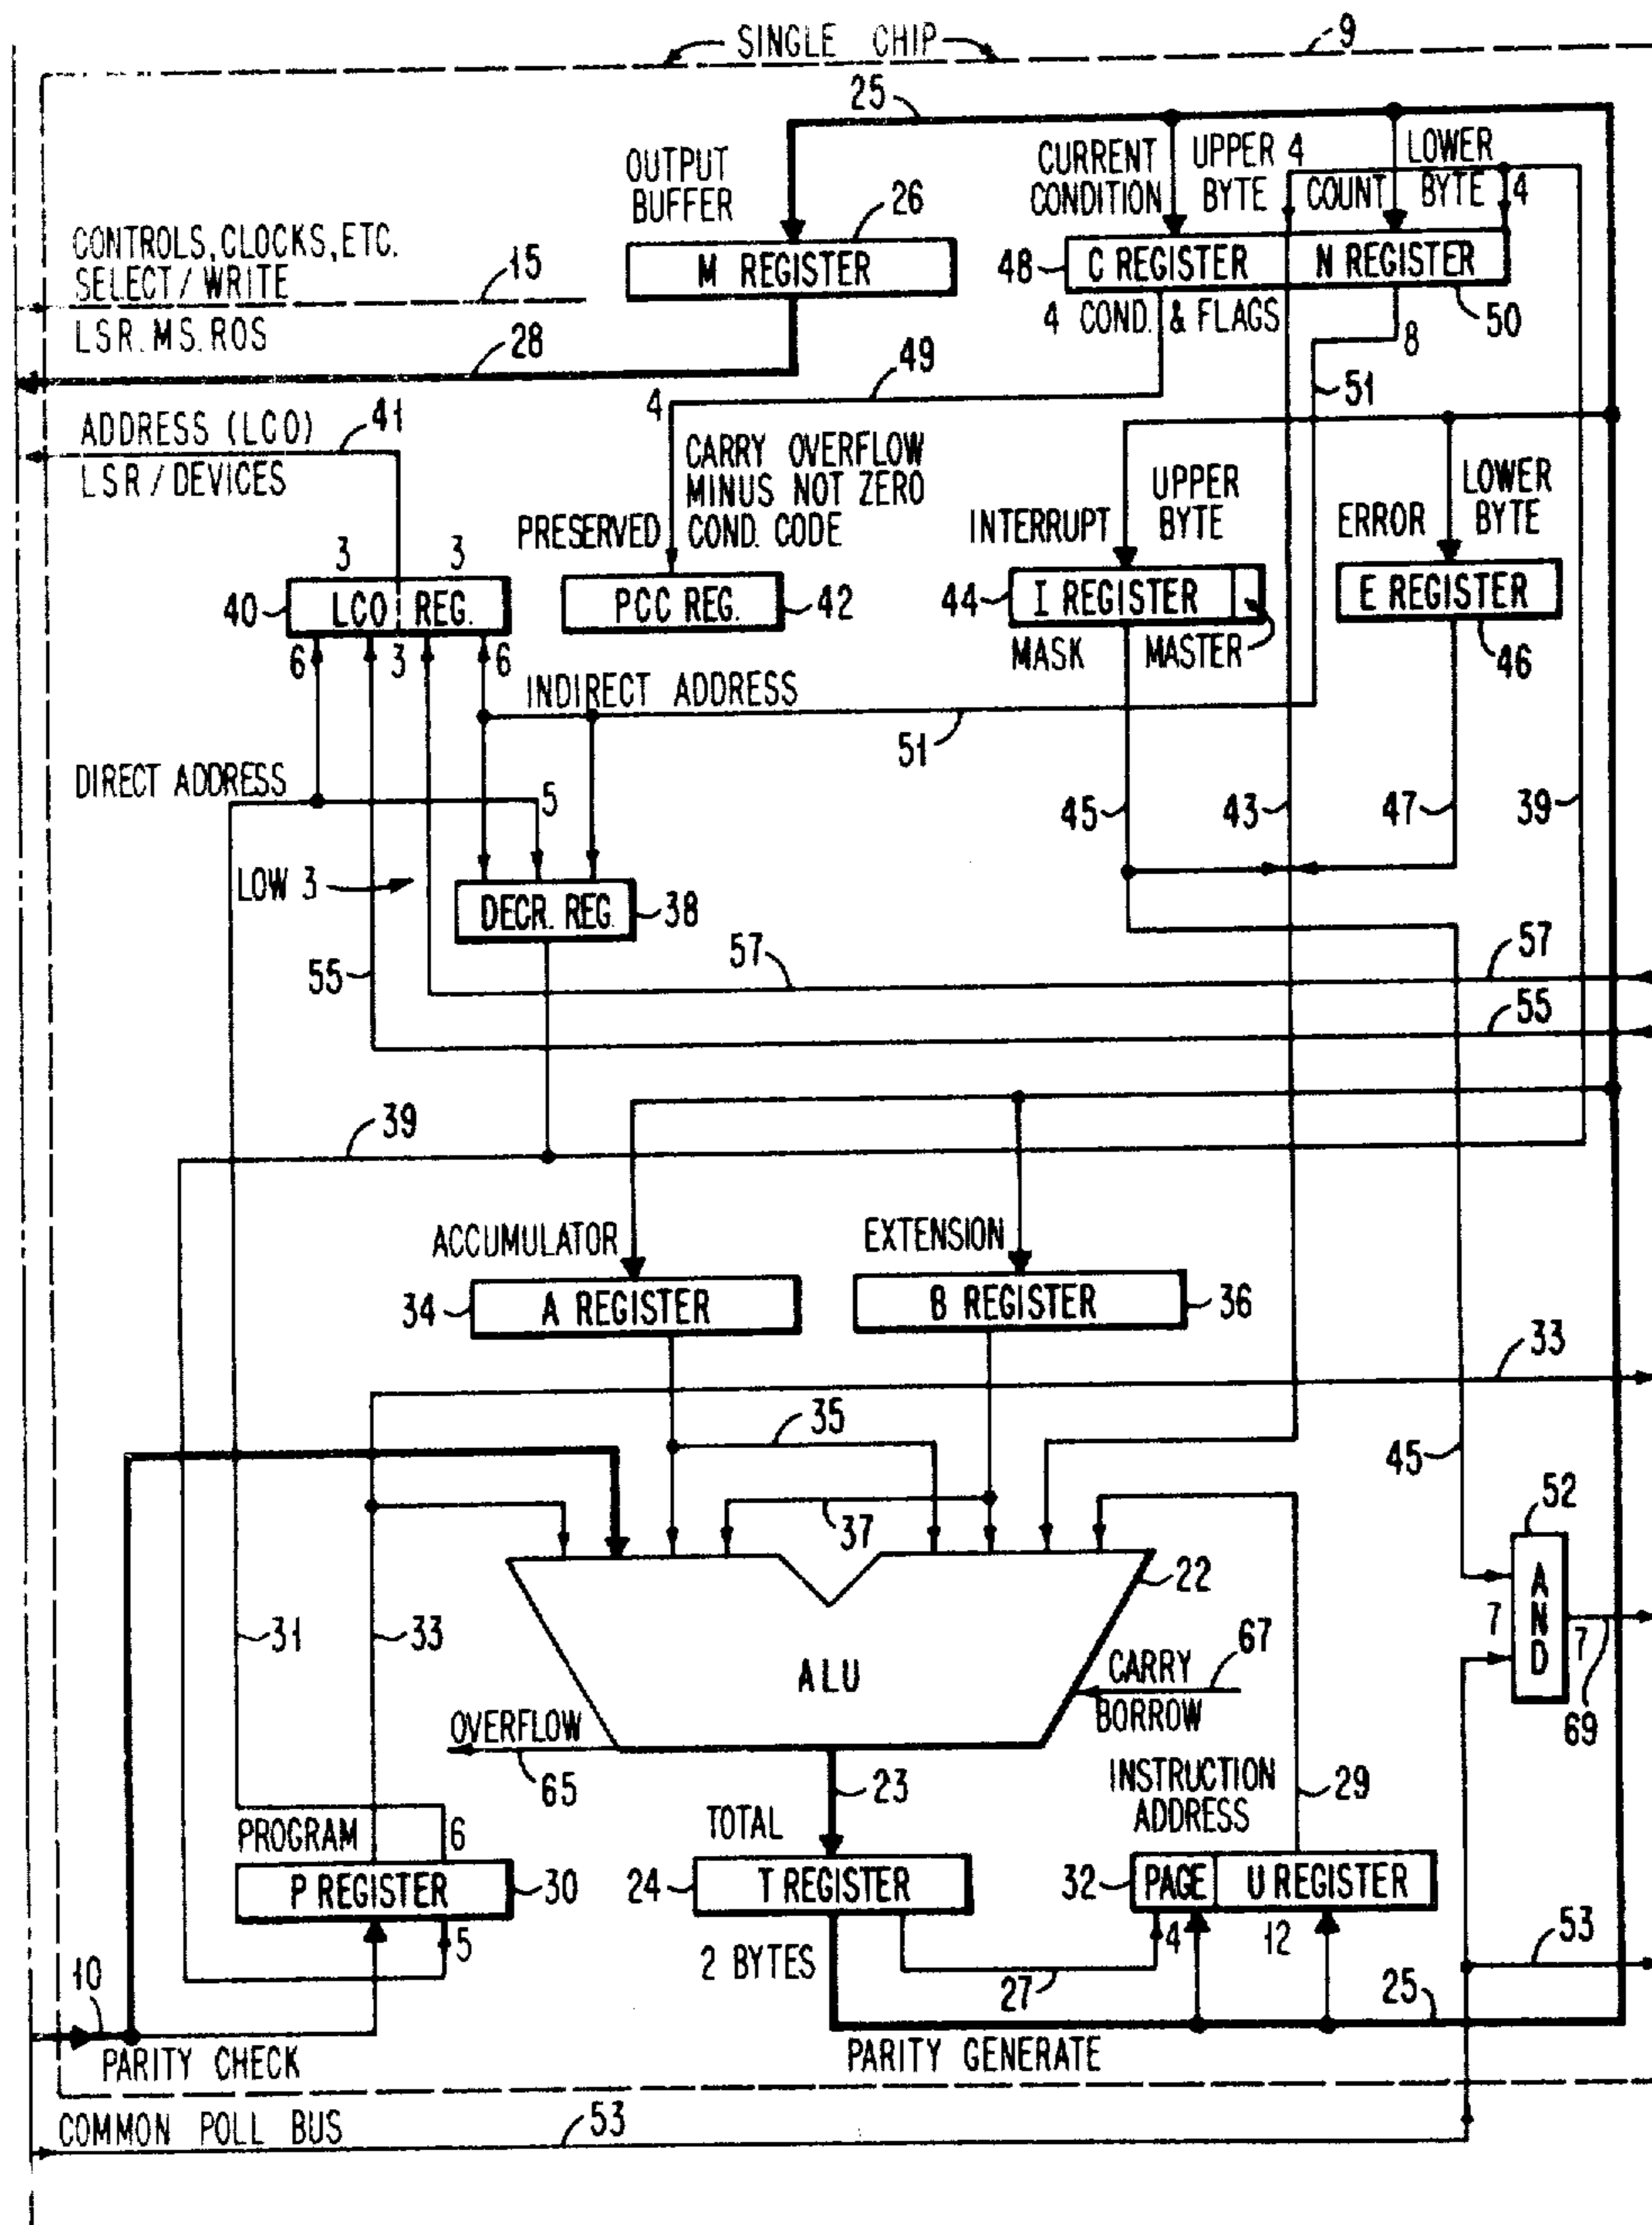 SINGLE CHIP
9
25
OUTPUT
BUFFER
26
M REGISTER
CURRENT
CONDITION
UPPER 4
BYTE
COUNT
LOWER
BYTE
4
48
C REGISTER
N REGISTER
50
4 COND. & FLAGS
8
CONTROLS, CLOCKS, ETC.
SELECT / WRITE
15
LSR. MS. ROS
28
49
51
4
ADDRESS (LCO)
41
LSR / DEVICES
CARRY OVERFLOW
MINUS NOT ZERO
COND. CODE
PRESERVED
UPPER
BYTE
INTERRUPT
LOWER
BYTE
ERROR
3
3
40
LCO REG.
PCC REG.
42
44
I REGISTER
MASK
MASTER
E REGISTER
46
6
3
6
INDIRECT ADDRESS
51
DIRECT ADDRESS
5
45
43
47
39
LOW 3
DECR. REG.
38
55
57
57
55
39
ACCUMULATOR
EXTENSION
34
A REGISTER
B REGISTER
36
33
35
45
37
52
22
AND
7
7
69
31
33
ALU
67
CARRY
BORROW
OVERFLOW
65
23
INSTRUCTION
ADDRESS
29
PROGRAM
6
TOTAL
P REGISTER
30
24
T REGISTER
32
PAGE
U REGISTER
5
4
12
2 BYTES
27
53
25
10
PARITY CHECK
PARITY GENERATE
COMMON POLL BUS
53